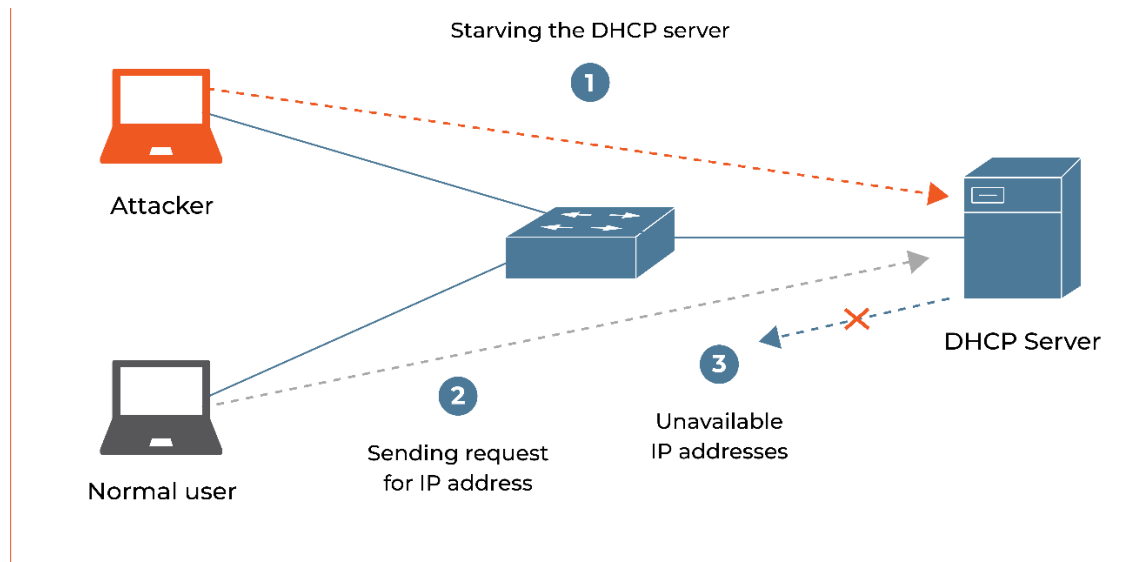 Starving the DHCP server
1
Attacker
DHCP Server
Normal user
2
Sending request
for IP address
3
Unavailable
IP addresses